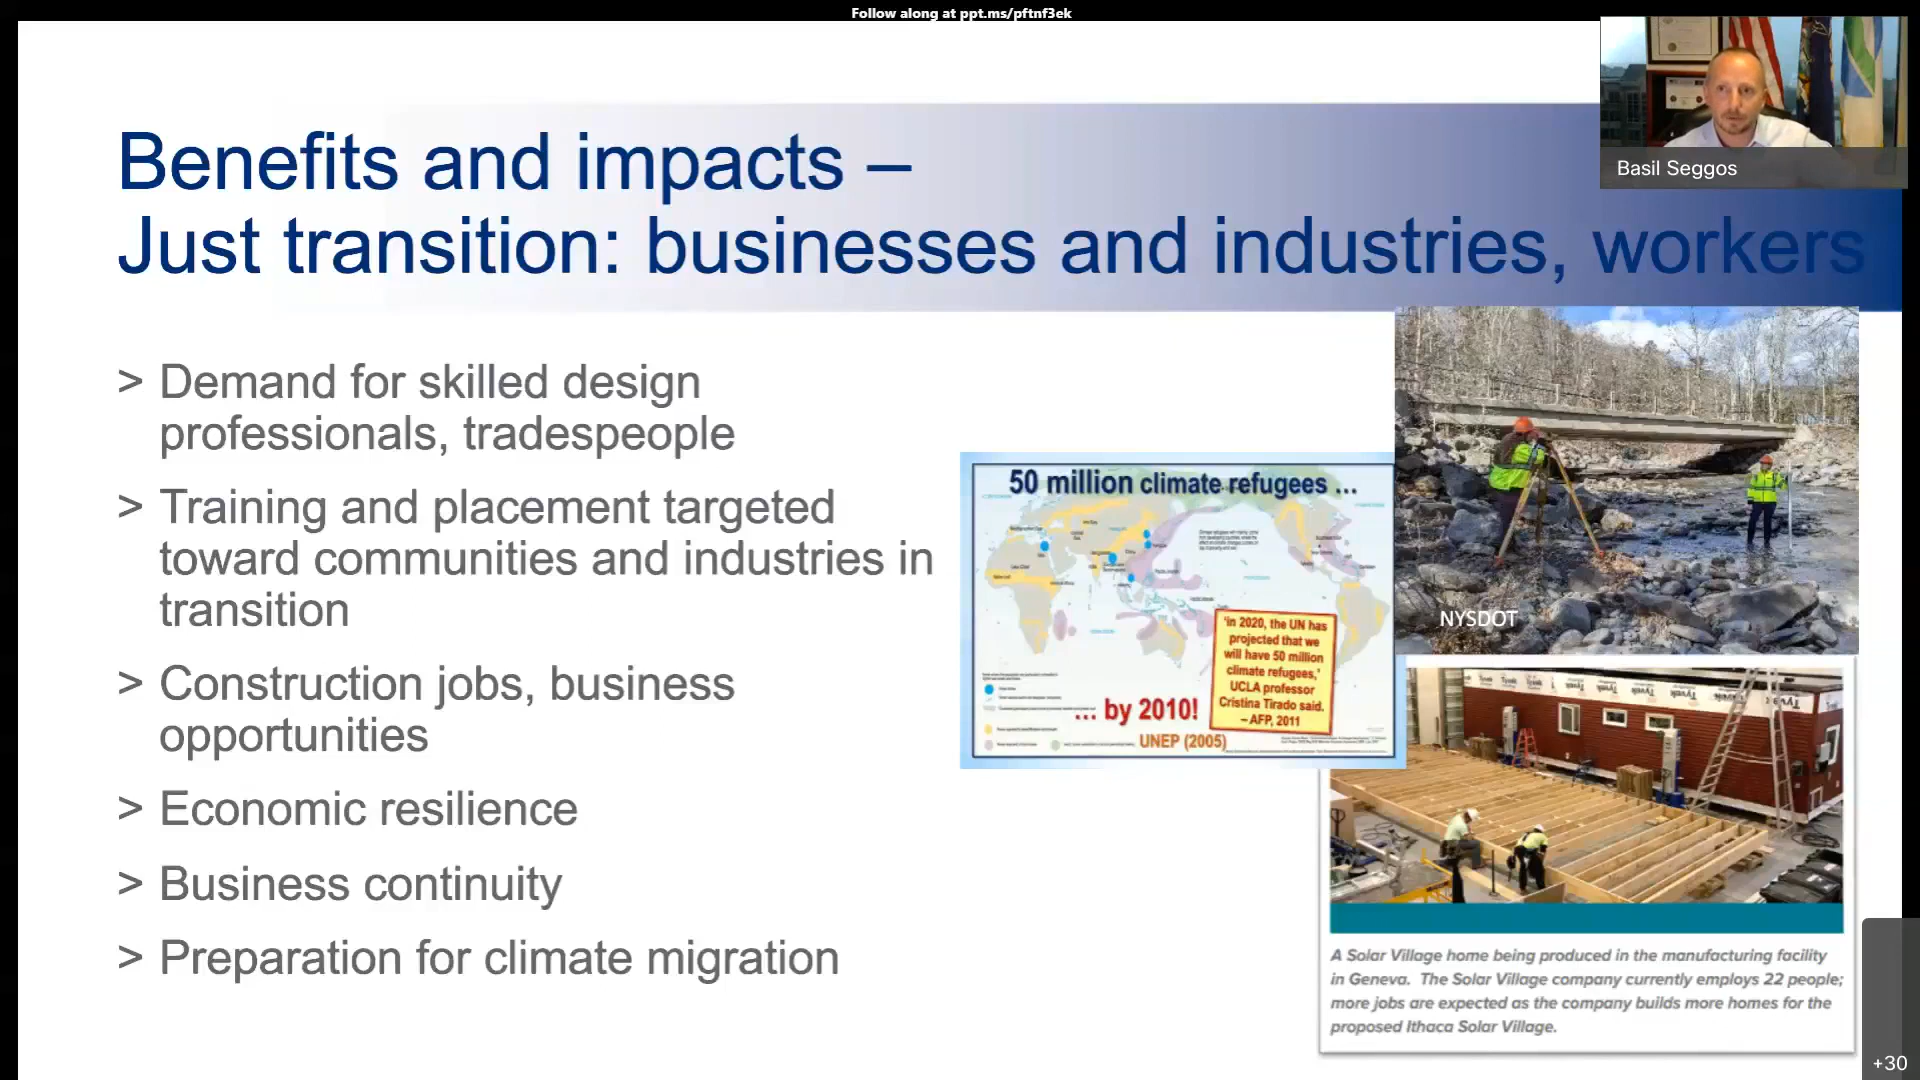 Follow along at ppt.ms/pftnf3ek
Basil Seggos
Benefits and impacts –
Just transition: businesses and industries, workers
> Demand for skilled design
professionals, tradespeople
> Training and placement targeted
toward communities and industries in
transition
> Construction jobs, business
opportunities
> Economic resilience
> Business continuity
> Preparation for climate migration
50 million climate refugees ...
'in 2020, the UN has
projected that we
will have 50 million
climate refugees,'
UCLA professor
Cristina Tirado said.
– AFP, 2011
... by 2010!
UNEP (2005)
NYSDOT
Tyvek
A Solar Village home being produced in the manufacturing facility
in Geneva. The Solar Village company currently employs 22 people;
more jobs are expected as the company builds more homes for the
proposed Ithaca Solar Village.
+30